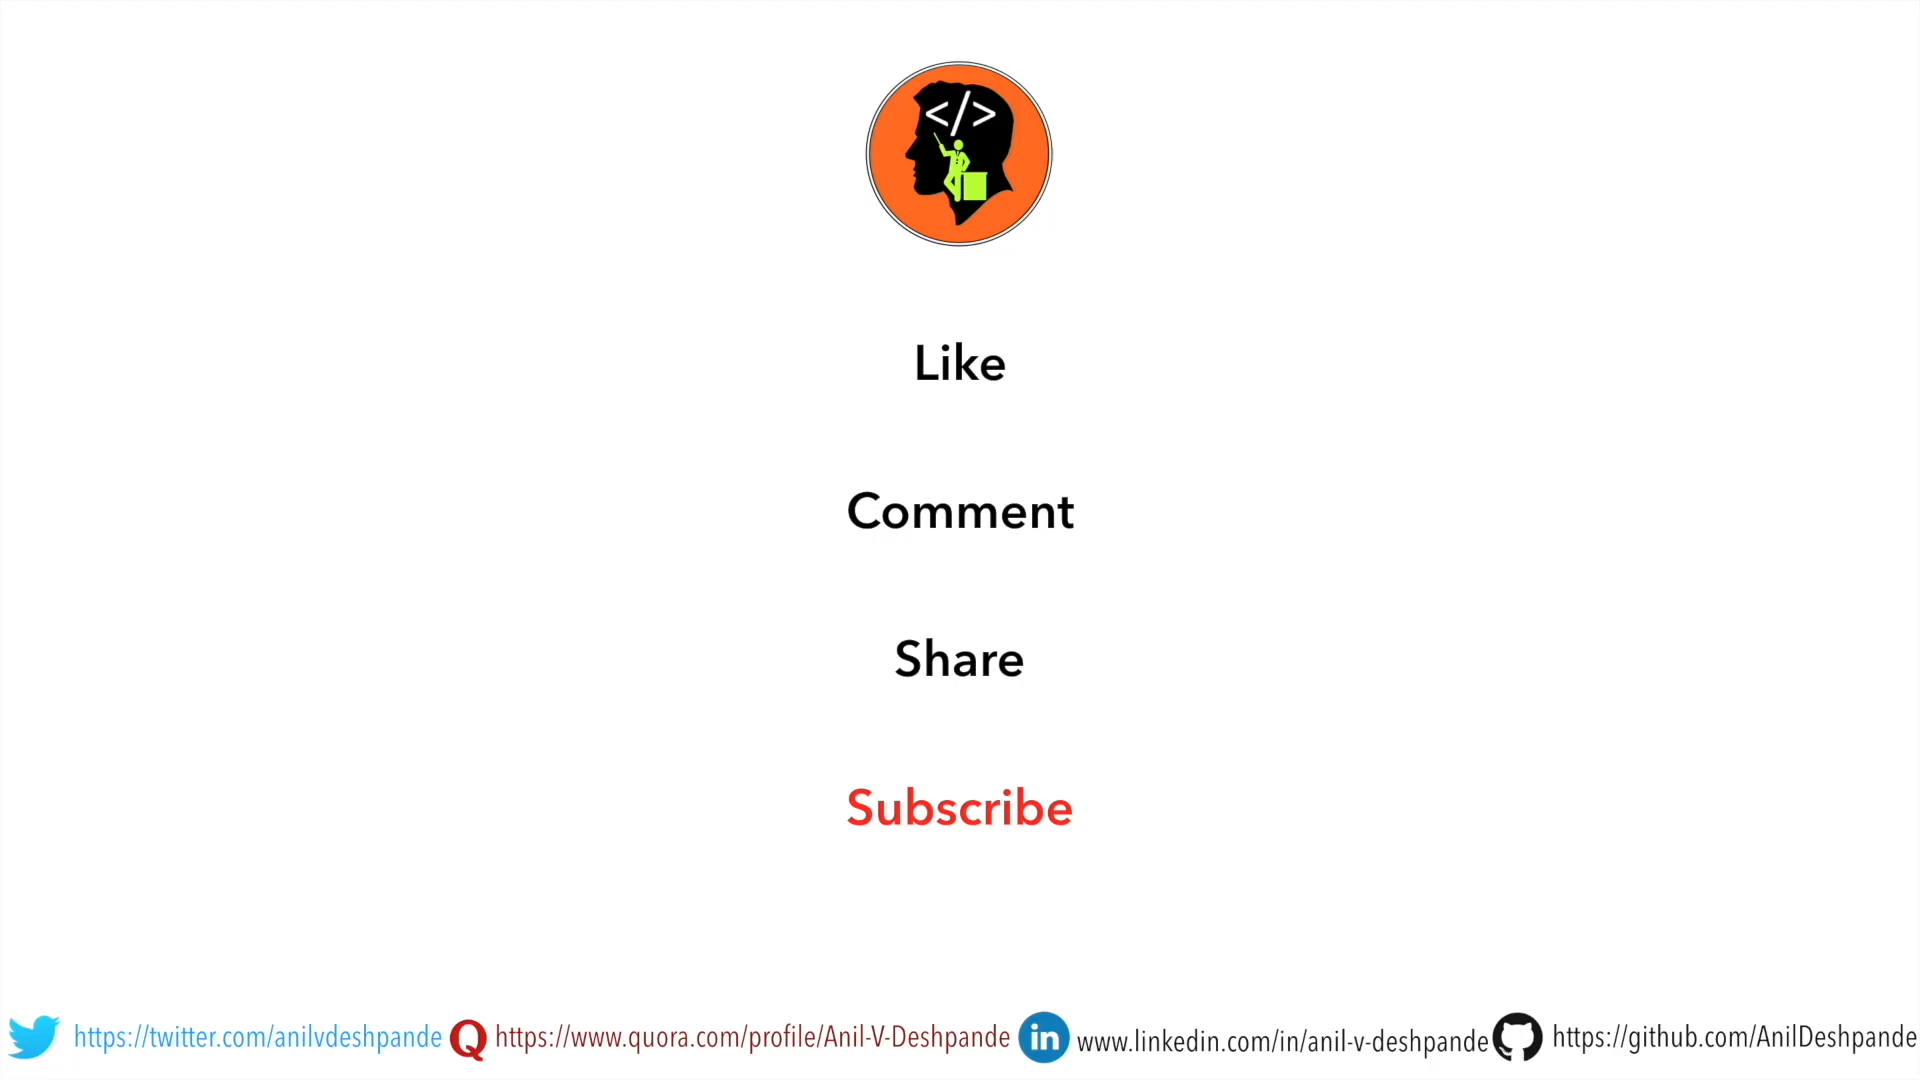 </>
Like
Comment
Share
Subscribe
https://twitter.com/anilvdeshpande Q https://www.quora.com/profile/Anil-V-Deshpande in www.linkedin.com/in/anil-v-deshpande https://github.com/AnilDeshpande